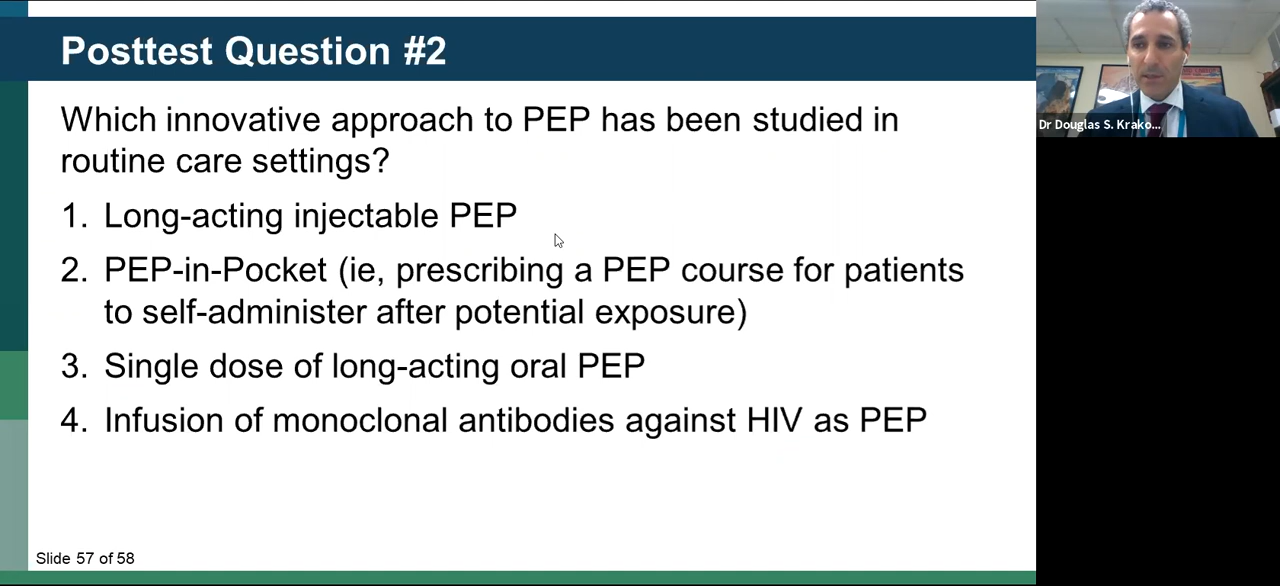 Posttest Question #2
Which innovative approach to PEP has been studied in
routine care settings?
1. Long-acting injectable PEP
2. PEP-in-Pocket (ie, prescribing a PEP course for patients
to self-administer after potential exposure)
3. Single dose of long-acting oral PEP
4. Infusion of monoclonal antibodies against HIV as PEP
Slide 57 of 58
Dr Douglas S. Krako...